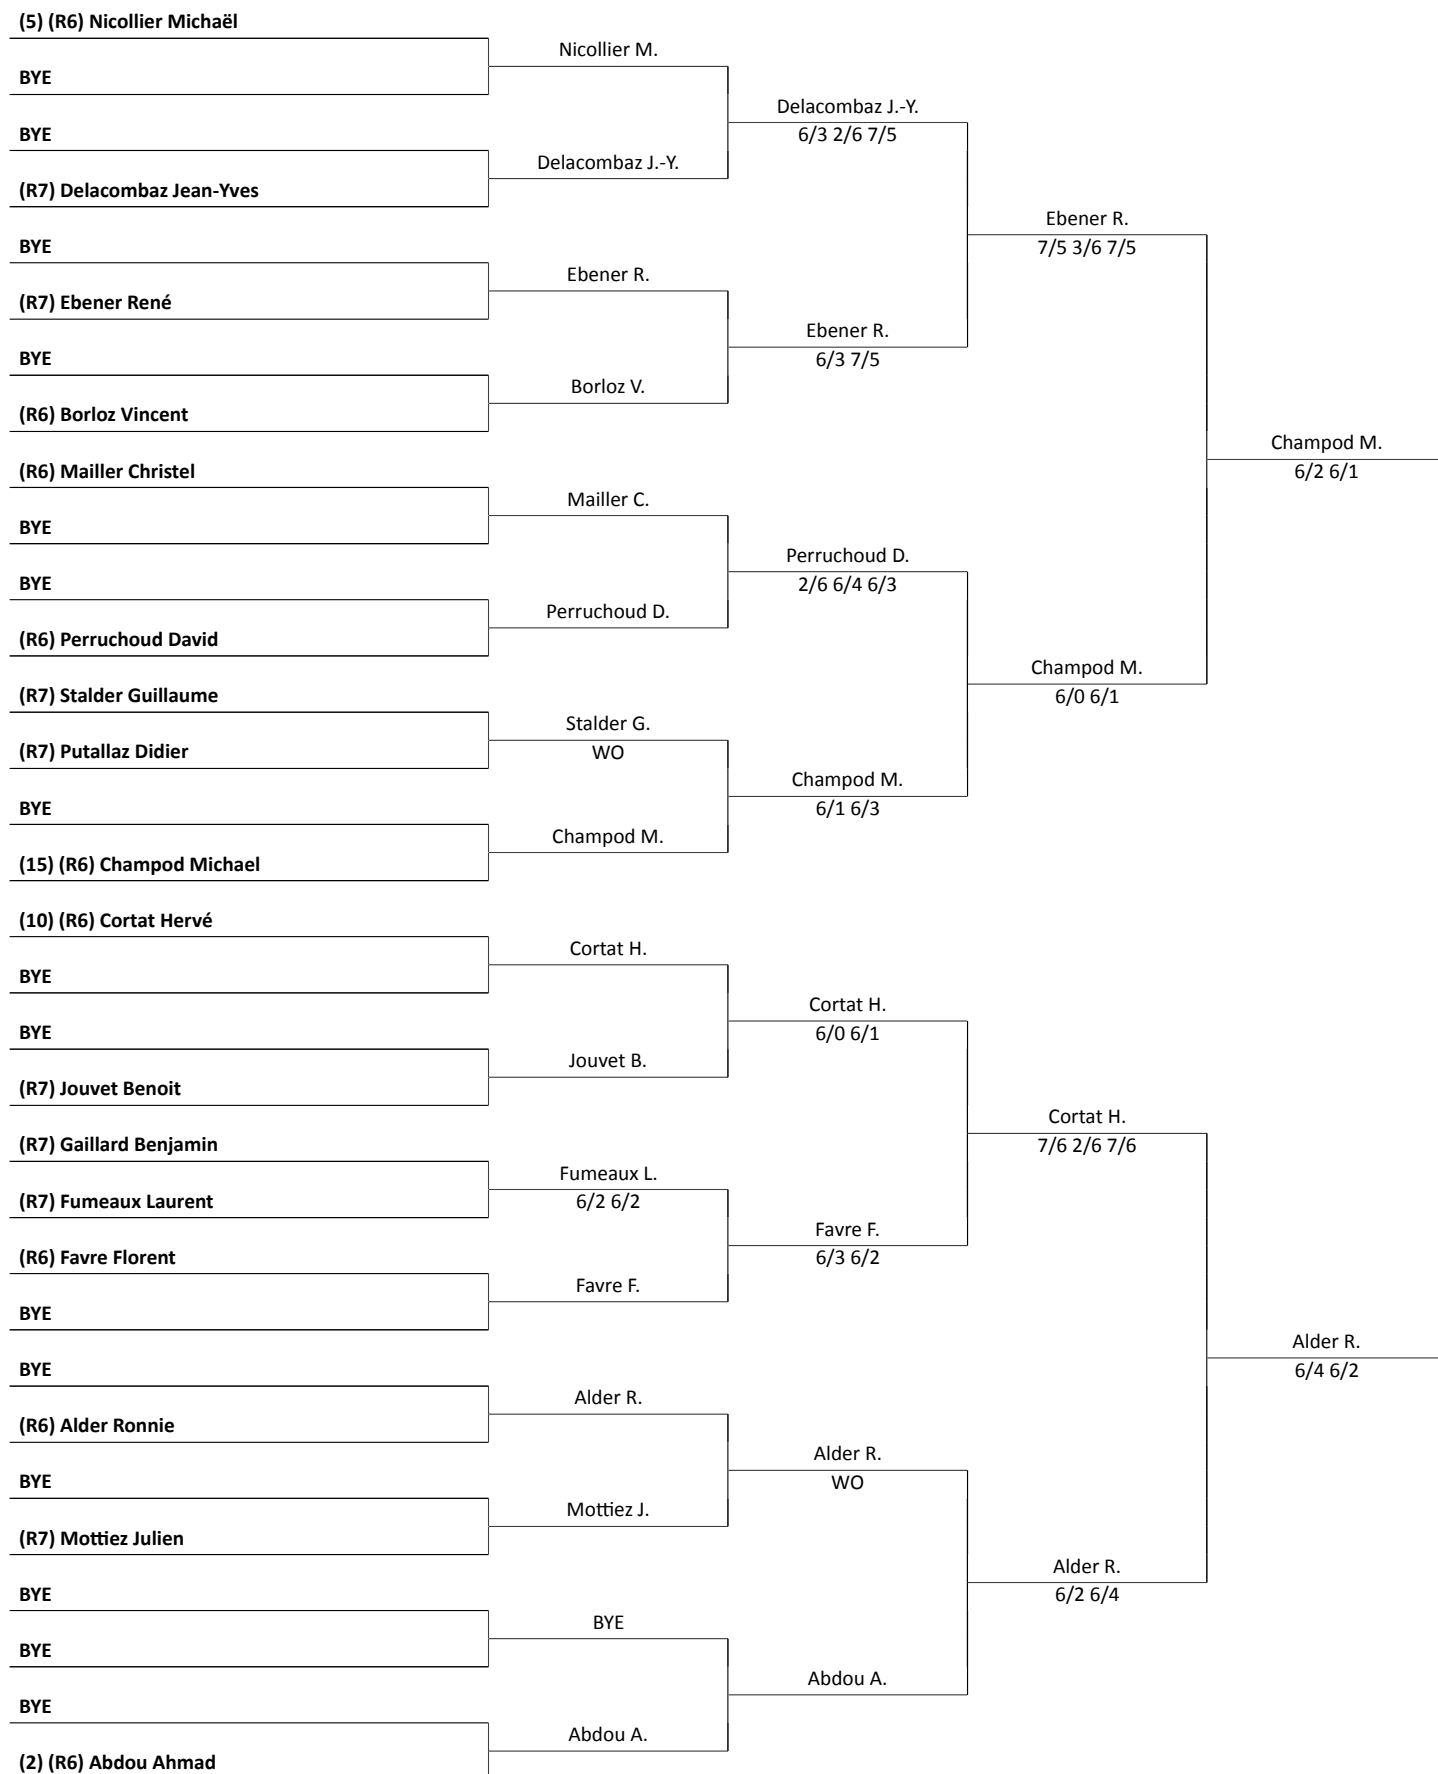 (5) (R6) Nicollier Michaël
Nicollier M.
BYE
Delacombaz J.-Y.
6/3 2/6 7/5
BYE
Delacombaz J.-Y.
(R7) Delacombaz Jean-Yves
Ebener R.
7/5 3/6 7/5
BYE
Ebener R.
(R7) Ebener René
Ebener R.
6/3 7/5
BYE
Borloz V.
(R6) Borloz Vincent
Champod M.
6/2 6/1
(R6) Mailler Christel
Mailler C.
BYE
Perruchoud D.
2/6 6/4 6/3
BYE
Perruchoud D.
(R6) Perruchoud David
Champod M.
6/0 6/1
(R7) Stalder Guillaume
Stalder G.
WO
(R7) Putallaz Didier
Champod M.
6/1 6/3
BYE
Champod M.
(15) (R6) Champod Michael
(10) (R6) Cortat Hervé
Cortat H.
BYE
Cortat H.
6/0 6/1
BYE
Jouvet B.
(R7) Jouvet Benoit
Cortat H.
7/6 2/6 7/6
(R7) Gaillard Benjamin
Fumeaux L.
6/2 6/2
(R7) Fumeaux Laurent
Favre F.
6/3 6/2
(R6) Favre Florent
Favre F.
BYE
Alder R.
6/4 6/2
BYE
Alder R.
(R6) Alder Ronnie
Alder R.
WO
BYE
Mottiez J.
(R7) Mottiez Julien
Alder R.
6/2 6/4
BYE
BYE
BYE
Abdou A.
BYE
Abdou A.
(2) (R6) Abdou Ahmad